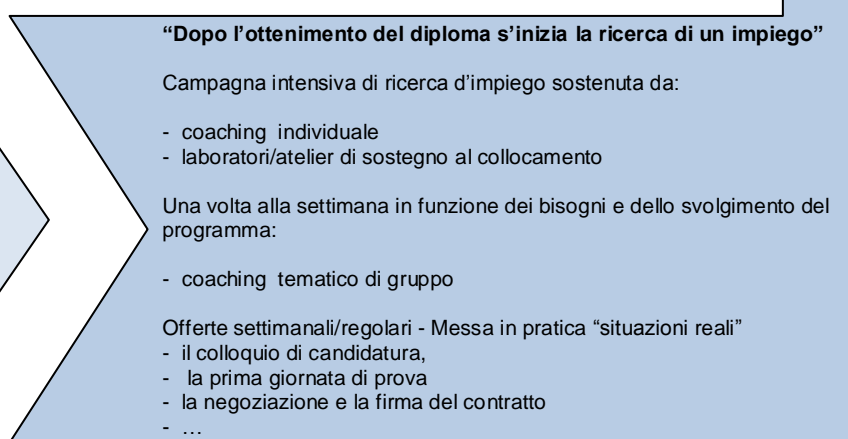 “Dopo l’ottenimento del diploma s’inizia la ricerca di un impiego”
Campagna intensiva di ricerca d’impiego sostenuta da:
- coaching individuale
- laboratori/atelier di sostegno al collocamento
Una volta alla settimana in funzione dei bisogni e dello svolgimento del
programma:
- coaching tematico di gruppo
Offerte settimanali/regolari - Messa in pratica “situazioni reali”
- il colloquio di candidatura,
- la prima giornata di prova
- la negoziazione e la firma del contratto
- …